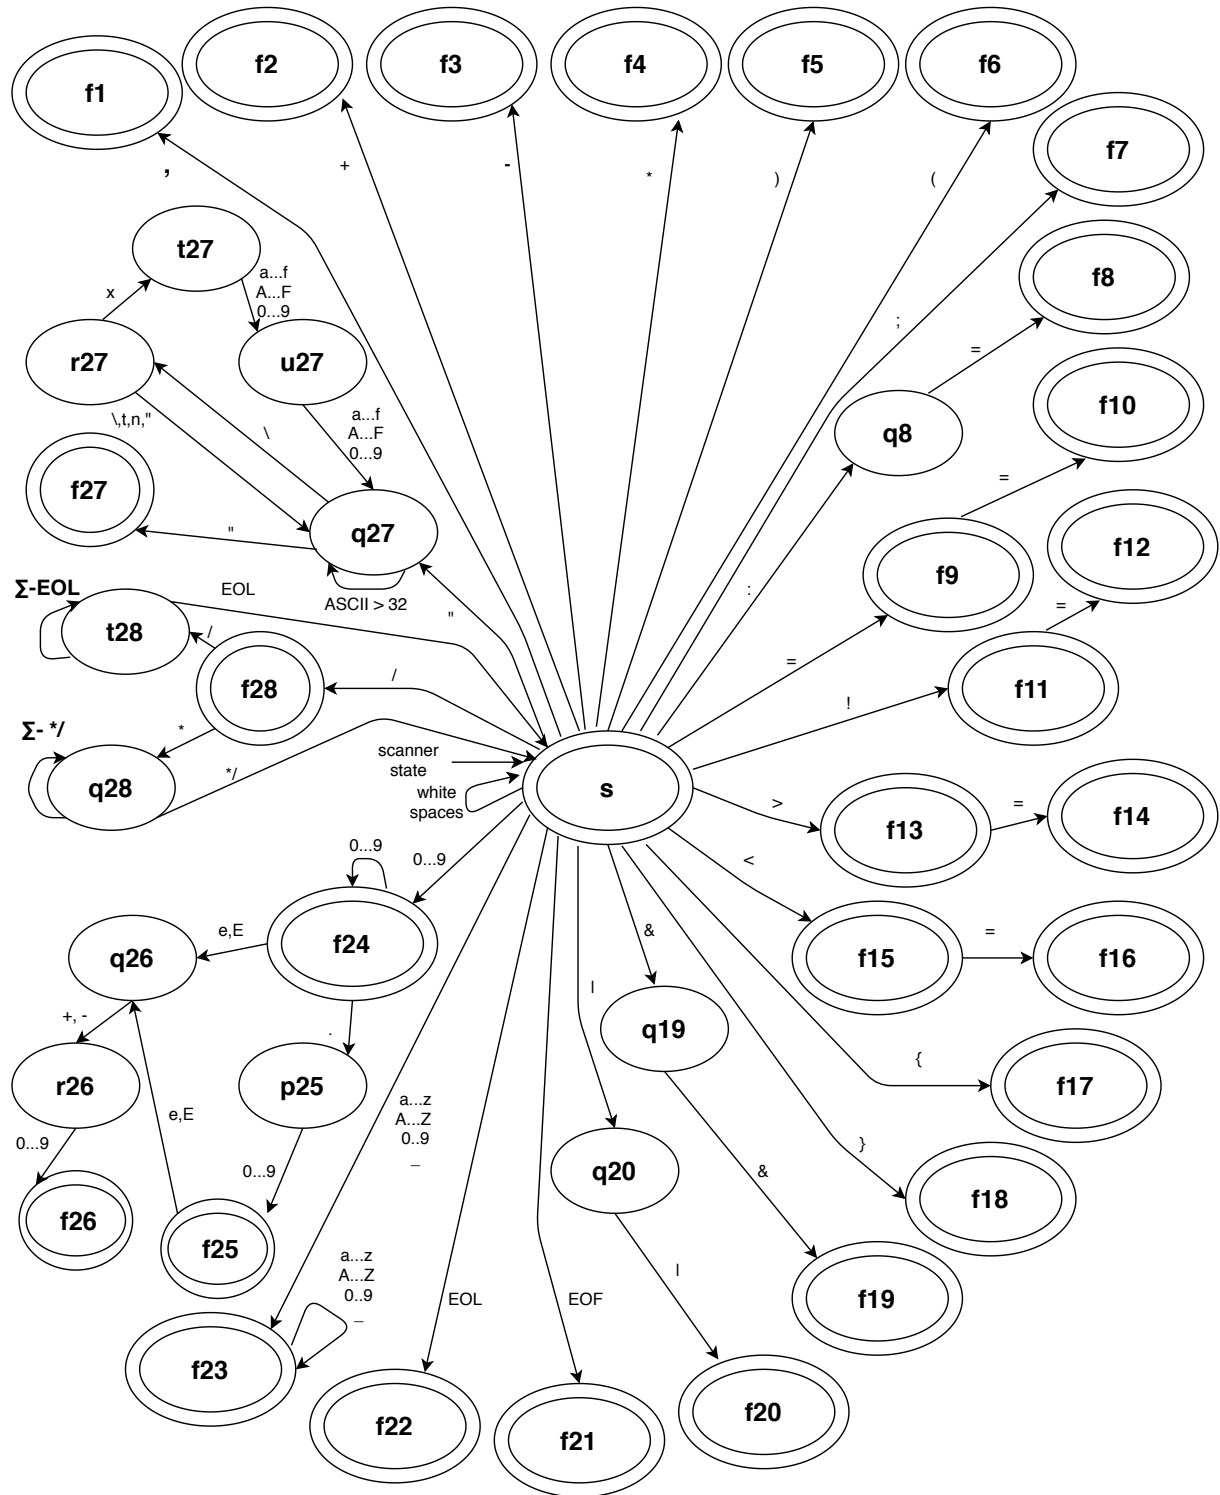 f1
f2
f3
f4
f5
f6
f7
,
+
-
*
)
(
;
t27
a...f
A...F
0...9
x
r27
u27
\,t,n,"
\
a...f
A...F
0...9
f27
"
q27
ASCII > 32
"
f8
=
q8
f10
=
f9
f12
=
f11
:
=
!
Σ-EOL
EOL
t28
/
f28
/
*
Σ- */
q28
*/
scanner
state
white
spaces
s
>
f13
=
f14
<
f15
=
f16
0...9
0...9
f24
e,E
q26
+, -
.
r26
p25
e,E
0...9
0...9
f26
f25
a...z
A...Z
0..9
_
a...z
A...Z
0..9
_
f23
EOL
f22
EOF
f21
|
q20
|
f20
&
q19
&
f19
{
f17
}
f18